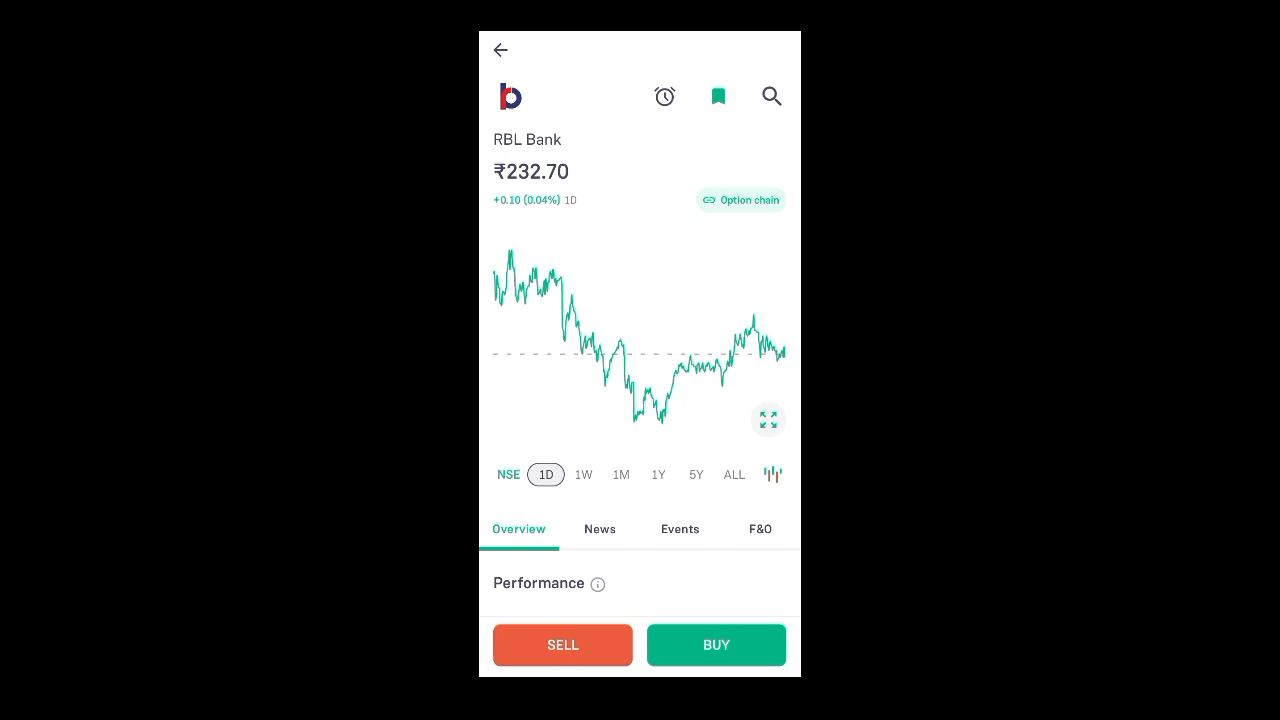 RBL Bank
₹232.70
+0.10 (0.04%) 1D
Option chain
NSE 1D 1W 1M 1Y 5Y ALL
Overview News Events F&O
Performance
SELL BUY